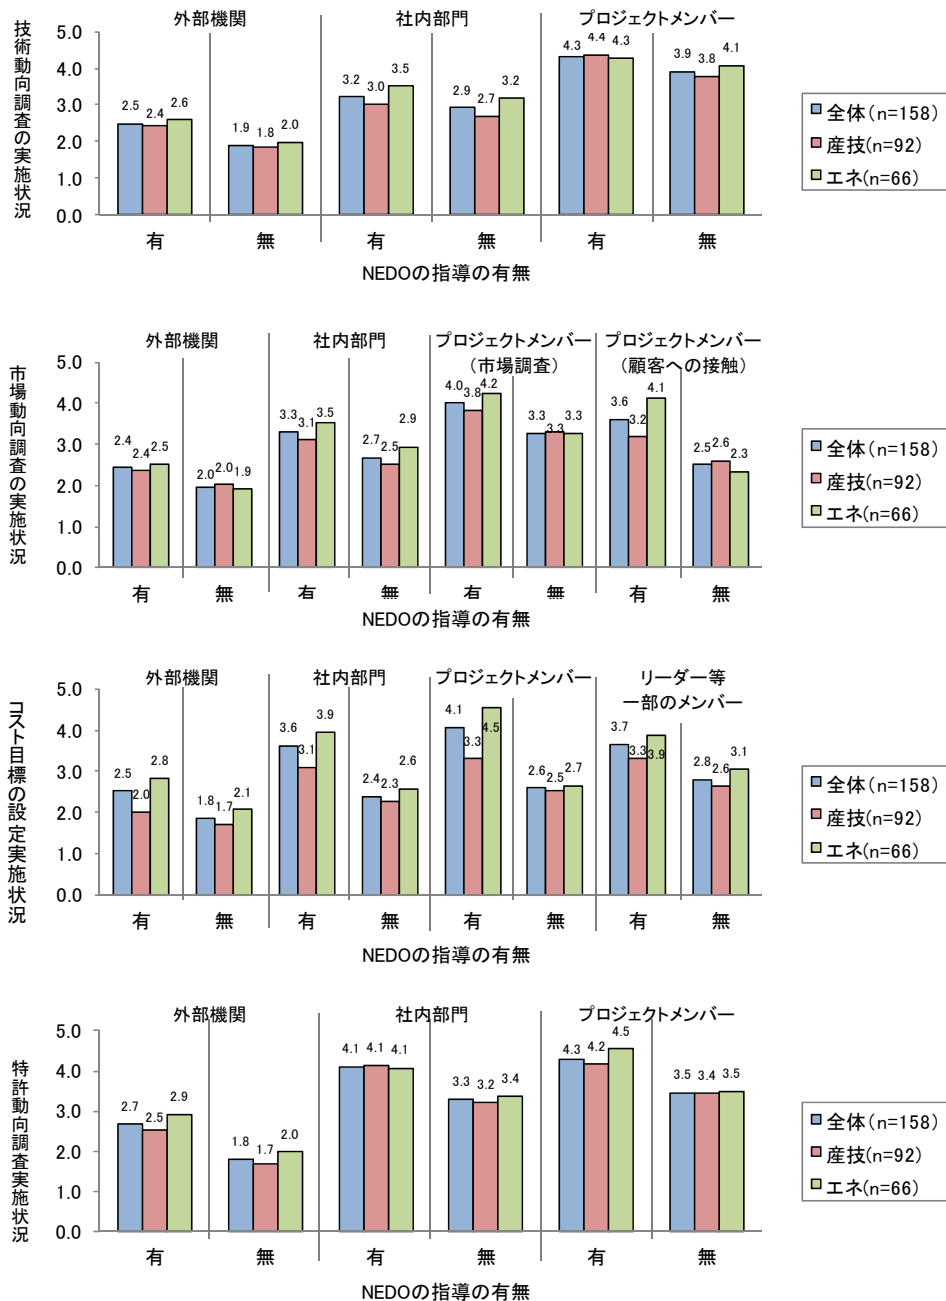 外部機関 社内部門 プロジェクトメンバー
技術動向調査の実施状況
5.0
4.0
3.0
2.0
1.0
0.0
2.5 2.4 2.6 1.9 1.8 2.0 3.2 3.0 3.5 2.9 2.7 3.2 4.3 4.4 4.3 3.9 3.8 4.1
有 無 有 無 有 無
NEDOの指導の有無
全体(n=158)
産技(n=92)
エネ(n=66)
外部機関 社内部門 プロジェクトメンバー プロジェクトメンバー
(市場調査) (顧客への接触)
市場動向調査の実施状況
5.0
4.0
3.0
2.0
1.0
0.0
2.4 2.4 2.5 2.0 2.0 1.9 3.3 3.1 3.5 2.7 2.5 2.9 4.0 3.8 4.2 3.3 3.3 3.3 3.6 3.2 4.1 2.5 2.6 2.3
有 無 有 無 有 無 有 無
NEDOの指導の有無
全体(n=158)
産技(n=92)
エネ(n=66)
外部機関 社内部門 プロジェクトメンバー リーダー等
一部のメンバー
コスト目標の設定実施状況
5.0
4.0
3.0
2.0
1.0
0.0
2.5 2.0 2.8 1.8 1.7 2.1 3.6 3.1 3.9 2.4 2.3 2.6 4.1 3.3 4.5 2.6 2.5 2.7 3.7 3.3 3.9 2.8 2.6 3.1
有 無 有 無 有 無 有 無
NEDOの指導の有無
全体(n=158)
産技(n=92)
エネ(n=66)
外部機関 社内部門 プロジェクトメンバー
特許動向調査実施状況
5.0
4.0
3.0
2.0
1.0
0.0
2.7 2.5 2.9 1.8 1.7 2.0 4.1 4.1 4.1 3.3 3.2 3.4 4.3 4.2 4.5 3.5 3.4 3.5
有 無 有 無 有 無
NEDOの指導の有無
全体(n=158)
産技(n=92)
エネ(n=66)